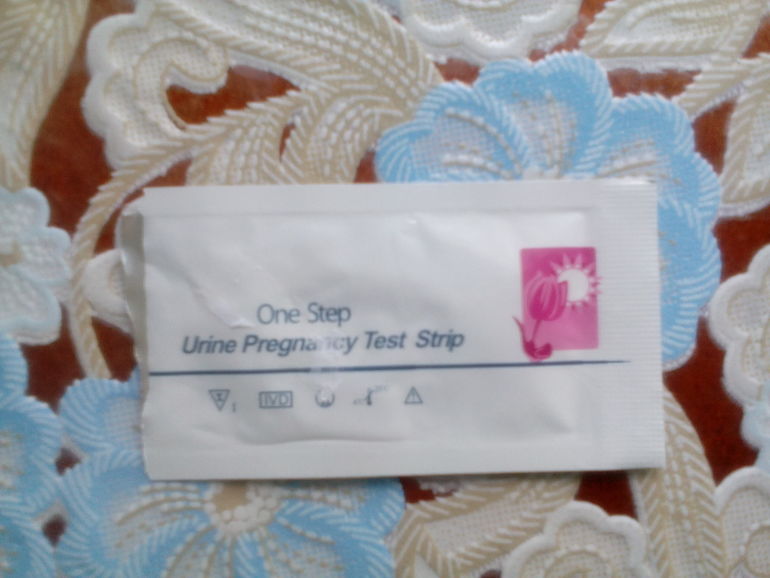 One Step
Urine Pregnancy Test Strip
IVD